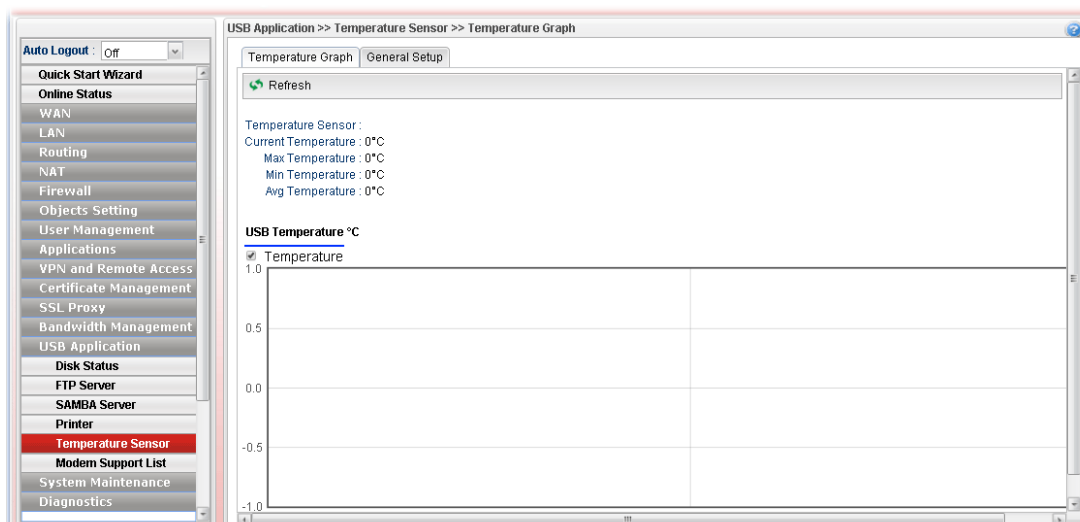 USB Application >> Temperature Sensor >> Temperature Graph
Auto Logout : Off
Quick Start Wizard
Online Status
WAN
LAN
Routing
NAT
Firewall
Objects Setting
User Management
Applications
VPN and Remote Access
Certificate Management
SSL Proxy
Bandwidth Management
USB Application
Disk Status
FTP Server
SAMBA Server
Printer
Temperature Sensor
Modem Support List
System Maintenance
Diagnostics
Temperature Graph General Setup
Refresh
Temperature Sensor :
Current Temperature : 0°C
Max Temperature : 0°C
Min Temperature : 0°C
Avg Temperature : 0°C
USB Temperature °C
Temperature
1.0
0.5
0.0
-0.5
-1.0